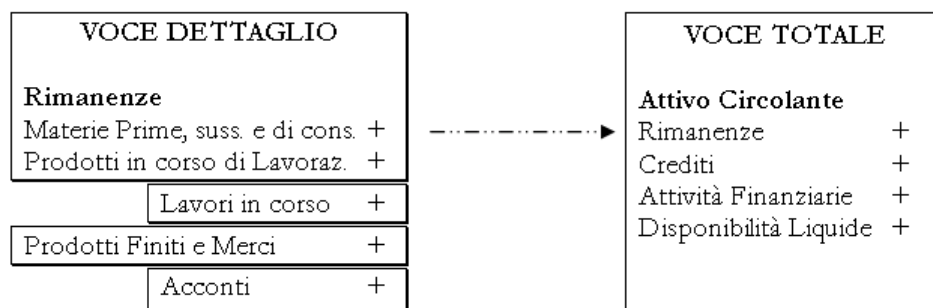 VOCE DETTAGLIO
Rimanenze
Materie Prime, suss. e di cons. +
Prodotti in corso di Lavoraz. +
Lavori in corso +
Prodotti Finiti e Merci +
Acconti +
VOCE TOTALE
Attivo Circolante
Rimanenze +
Crediti +
Attività Finanziarie +
Disponibilità Liquide +